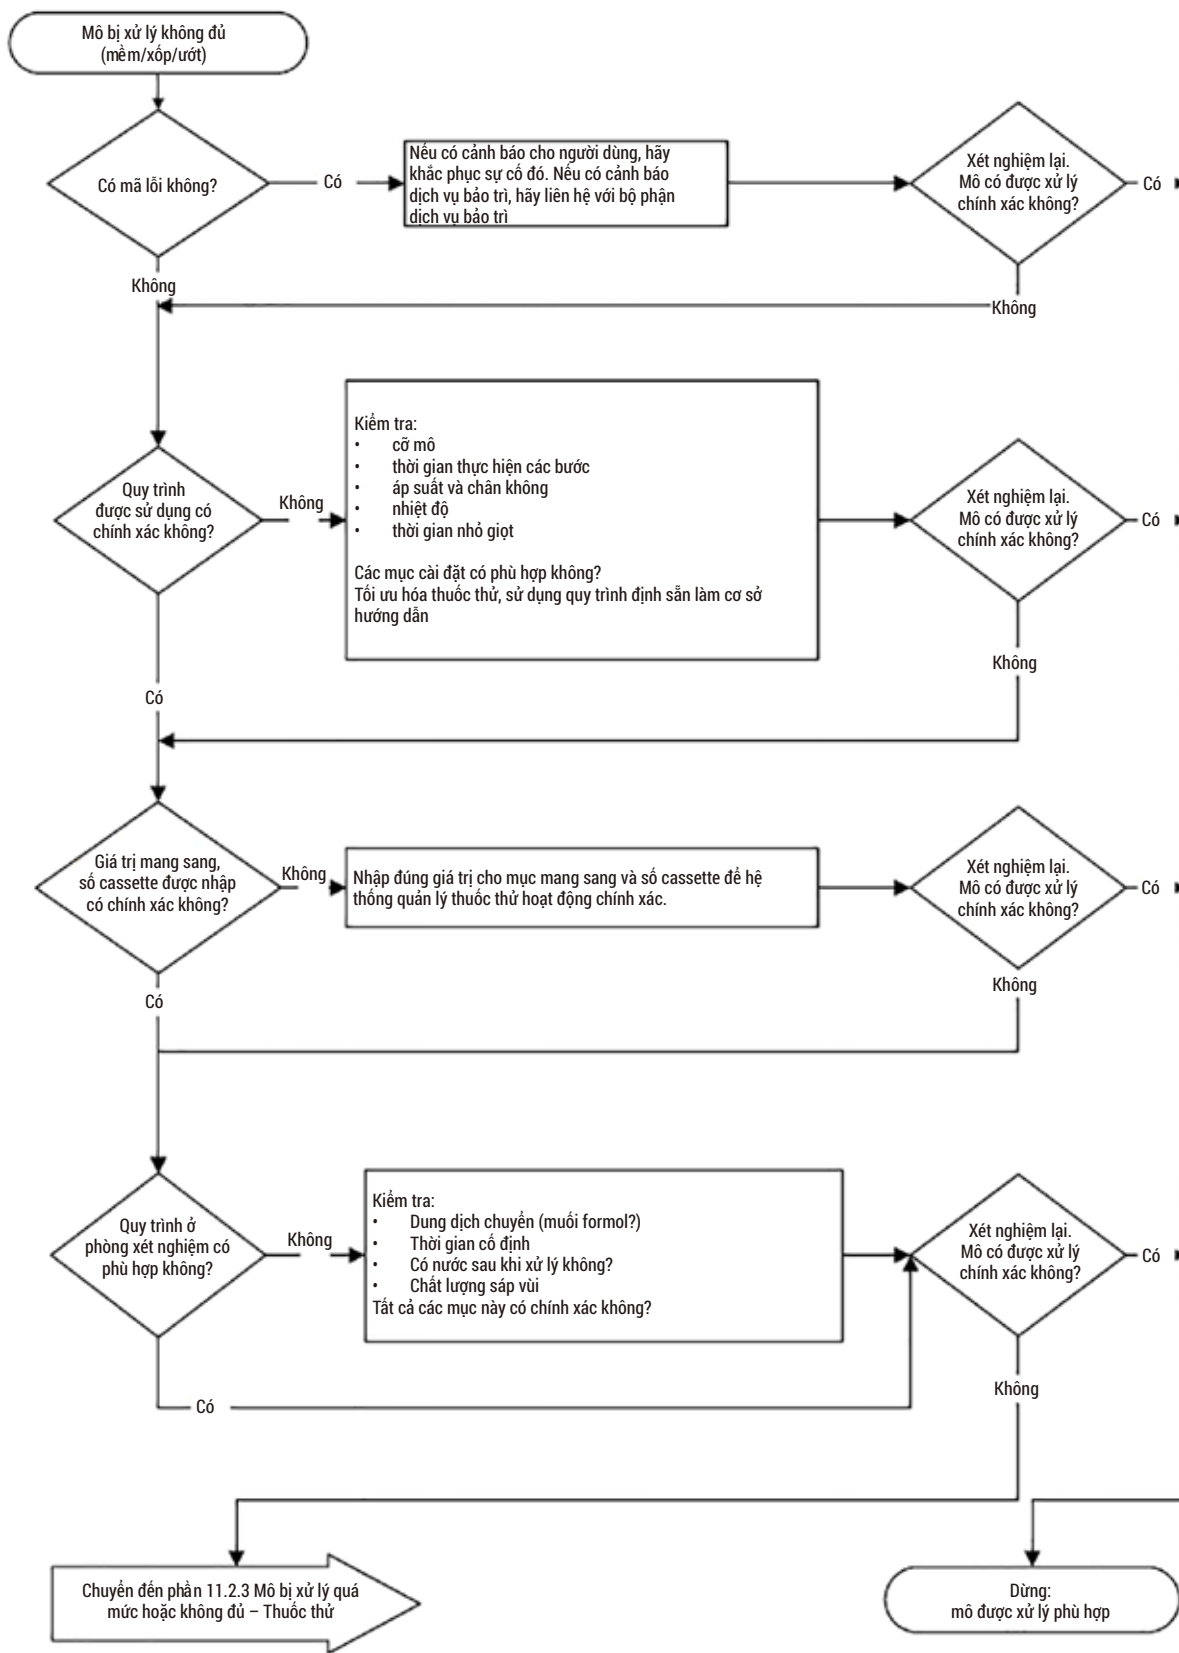 Mô bị xử lý không đủ
(mềm/xốp/ướt)
Có mã lỗi không?
Có
Nếu có cảnh báo cho người dùng, hãy
khắc phục sự cố đó. Nếu có cảnh báo
dịch vụ bảo trì, hãy liên hệ với bộ phận
dịch vụ bảo trì
Xét nghiệm lại.
Mô có được xử lý
chính xác không?
Có
Không
Không
Quy trình
được sử dụng có
chính xác không?
Không
Kiểm tra:
• cỡ mô
• thời gian thực hiện các bước
• áp suất và chân không
• nhiệt độ
• thời gian nhỏ giọt
Các mục cài đặt có phù hợp không?
Tối ưu hóa thuốc thử, sử dụng quy trình định sẵn làm cơ sở
hướng dẫn
Xét nghiệm lại.
Mô có được xử lý
chính xác không?
Có
Không
Có
Giá trị mang sang,
số cassette được nhập
có chính xác không?
Không
Nhập đúng giá trị cho mục mang sang và số cassette để hệ
thống quản lý thuốc thử hoạt động chính xác.
Xét nghiệm lại.
Mô có được xử lý
chính xác không?
Có
Không
Có
Quy trình ở
phòng xét nghiệm có
phù hợp không?
Không
Kiểm tra:
• Dung dịch chuyển (muối formol?)
• Thời gian cố định
• Có nước sau khi xử lý không?
• Chất lượng sáp vùi
Tất cả các mục này có chính xác không?
Xét nghiệm lại.
Mô có được xử lý
chính xác không?
Có
Không
Có
Chuyển đến phần 11.2.3 Mô bị xử lý quá
mức hoặc không đủ – Thuốc thử
Dừng:
mô được xử lý phù hợp